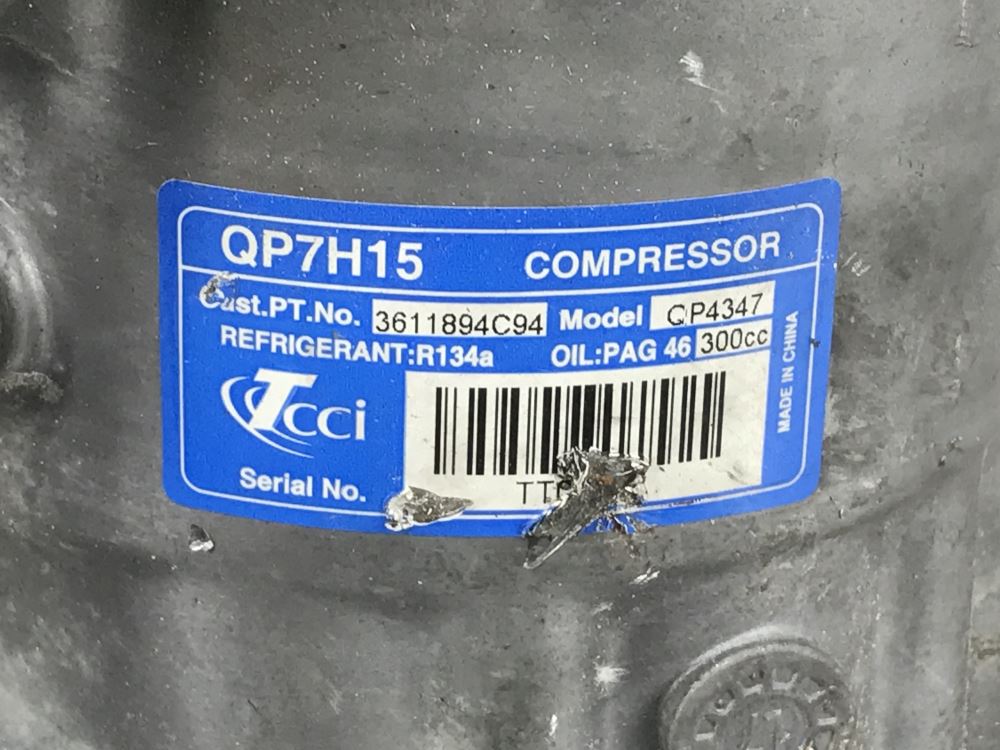 QP7H15 COMPRESSOR
Cust.PT.No. 3611894C94 Model QP4347
REFRIGERANT:R134a OIL:PAG 46 300cc
Tcci
MADE IN CHINA
Serial No.